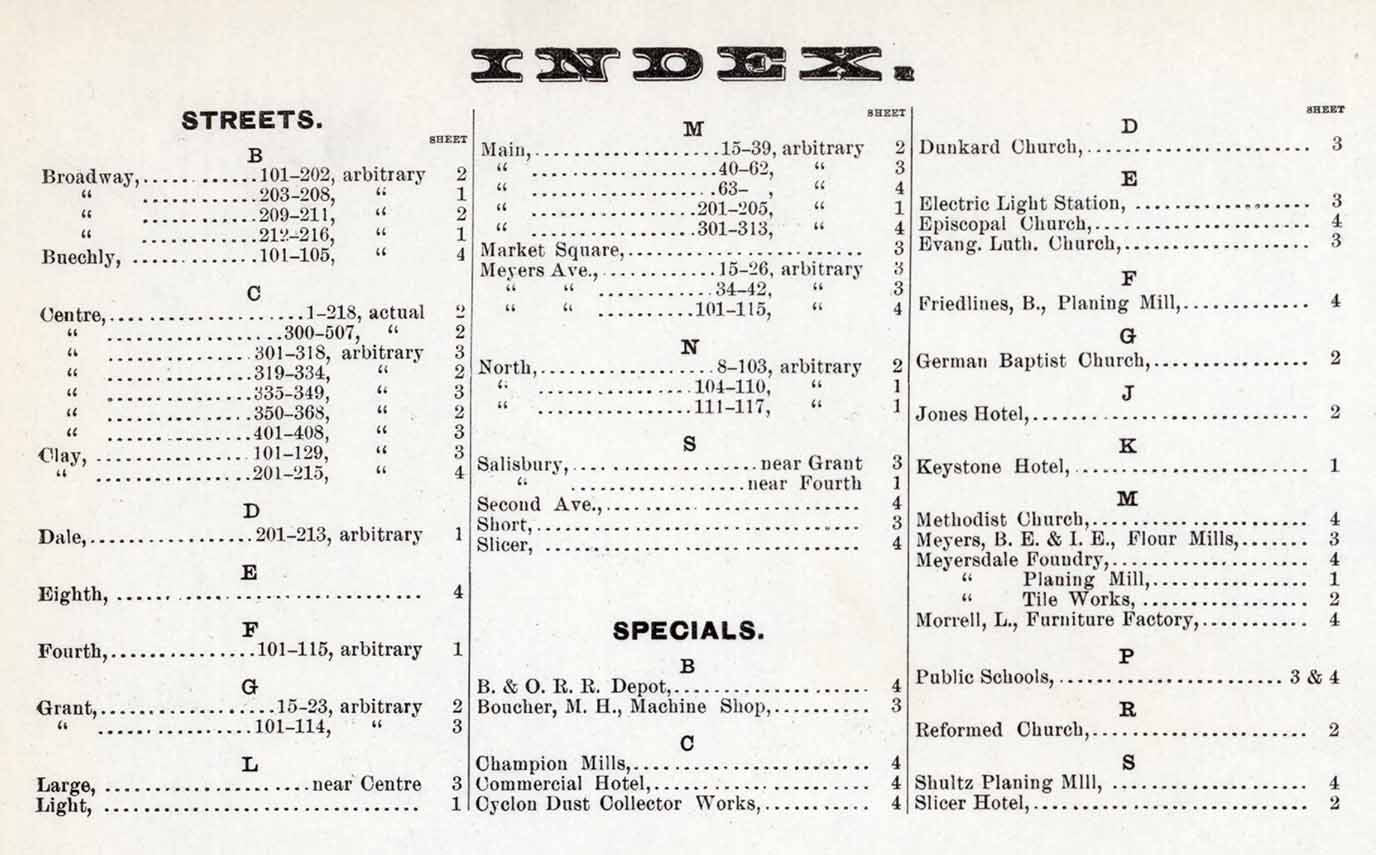 INDEX.
STREETS.
SHEET
B
Broadway,.............101–202, arbitrary 2
“ ............203–208, “ 1
“ ............209–211, “ 2
“ ............212–216, “ 1
Buechly, .............101–105, “ 4
C
Centre,....................1–218, actual 2
“ ..................300–507, “ 2
“ ...............301–318, arbitrary 3
“ ...............319–334, “ 2
“ ...............335–349, “ 3
“ ...............350–368, “ 2
“ ...............401–408, “ 3
Clay, ................101–129, “ 3
“ ................201–215, “ 4
D
Dale,.................201–213, arbitrary 1
E
Eighth, ................................ 4
F
Fourth,...............101–115, arbitrary 1
G
Grant,..................15–23, arbitrary 2
“ ................101–114, “ 3
L
Large, .....................near Centre 3
Light, ................................. 1
SHEET
M
Main,...................15–39, arbitrary 2
“ ...................40–62, “ 3
“ ...................63– , “ 4
“ .................201–205, “ 1
“ .................301–313, “ 4
Market Square,......................... 3
Meyers Ave.,............15–26, arbitrary 3
“ “ ............34–42, “ 3
“ “ ..........101–115, “ 4
N
North,..................8–103, arbitrary 2
“ ................104–110, “ 1
“ ................111–117, “ 1
S
Salisbury,...................near Grant 3
“ ...................near Fourth 1
Second Ave.,........................... 4
Short,................................. 3
Slicer, ................................ 4
SPECIALS.
B
B. & O. R. R. Depot,.................... 4
Boucher, M. H., Machine Shop,.......... 3
C
Champion Mills,......................... 4
Commercial Hotel,....................... 4
Cyclon Dust Collector Works,........... 4
SHEET
D
Dunkard Church,....................... 3
E
Electric Light Station, .................. 3
Episcopal Church,...................... 4
Evang. Luth. Church,................... 3
F
Friedlines, B., Planing Mill,............. 4
G
German Baptist Church,................ 2
J
Jones Hotel,............................ 2
K
Keystone Hotel, ........................ 1
M
Methodist Church,...................... 4
Meyers, B. E. & I. E., Flour Mills,....... 3
Meyersdale Foundry,.................... 4
“ Planing Mill,................ 1
“ Tile Works, ................. 2
Morrell, L., Furniture Factory,........... 4
P
Public Schools,....................... 3 & 4
R
Reformed Church,...................... 2
S
Shultz Planing MIll, .................... 4
Slicer Hotel,............................ 2